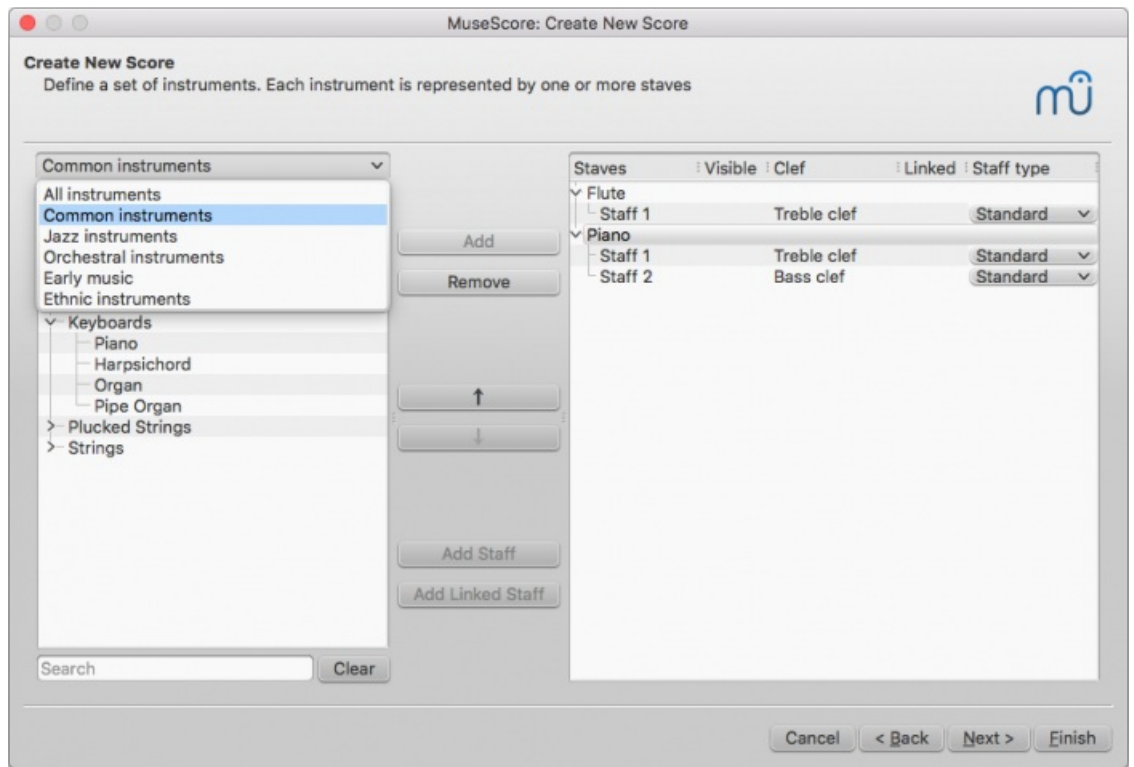 MuseScore: Create New Score
Create New Score
Define a set of instruments. Each instrument is represented by one or more staves
mu
Common instruments
All instruments
Common instruments
Jazz instruments
Orchestral instruments
Early music
Ethnic instruments
Keyboards
Piano
Harpsichord
Organ
Pipe Organ
Plucked Strings
Strings
Search
Clear
Add
Remove
↑
↓
Add Staff
Add Linked Staff
Staves Visible Clef Linked Staff type
Flute
Staff 1 Treble clef Standard
Piano
Staff 1 Treble clef Standard
Staff 2 Bass clef Standard
Cancel < Back Next > Finish